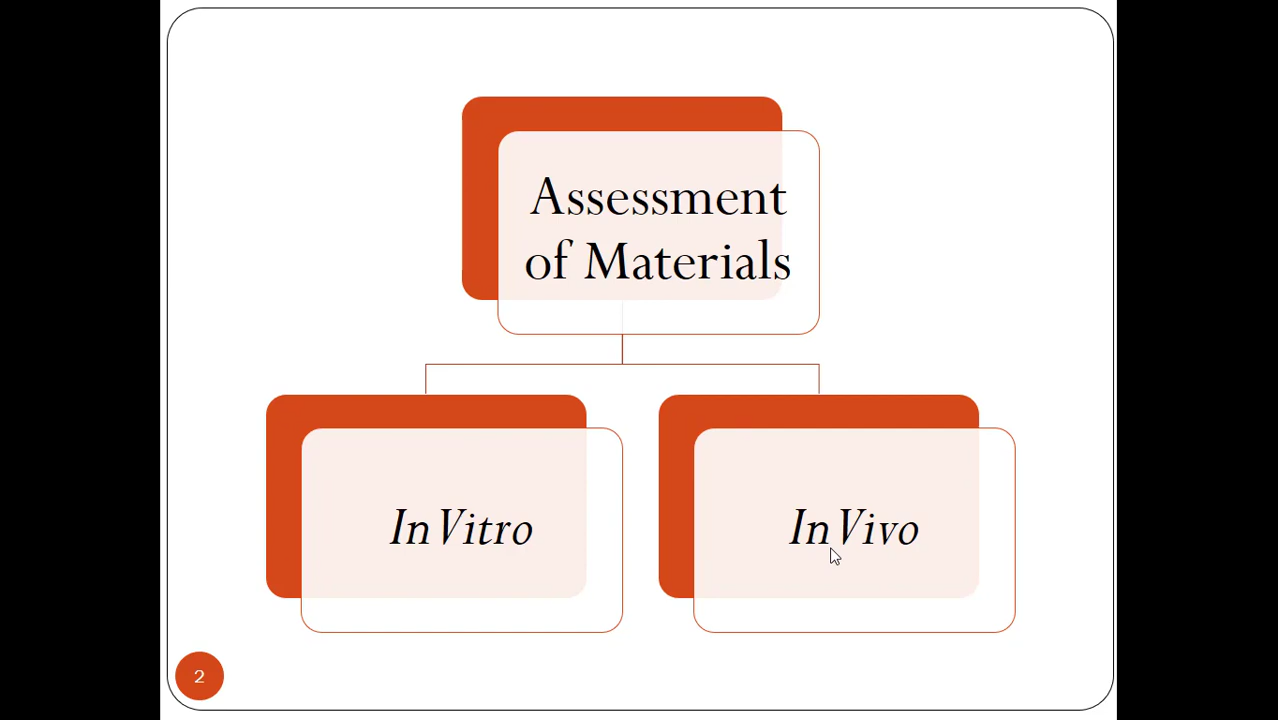 Assessment
of Materials
In Vitro
In Vivo
2